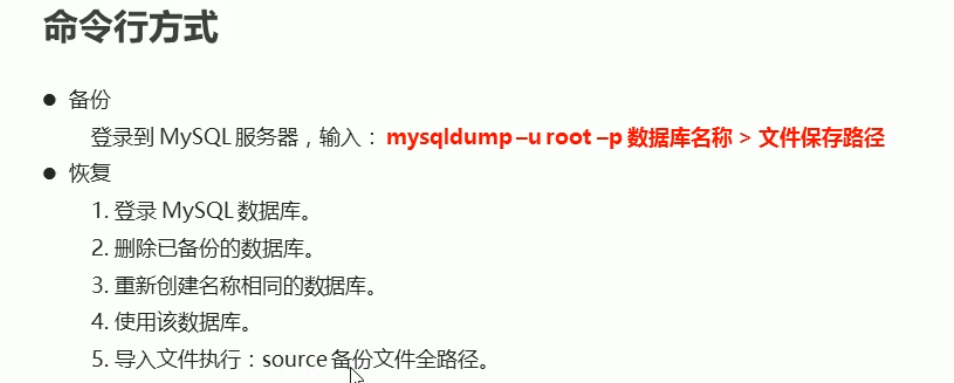 命令行方式
● 备份
登录到 MySQL 服务器，输入： mysqldump –u root –p 数据库名称 > 文件保存路径
● 恢复
1. 登录 MySQL 数据库。
2. 删除已备份的数据库。
3. 重新创建名称相同的数据库。
4. 使用该数据库。
5. 导入文件执行：source 备份文件全路径。